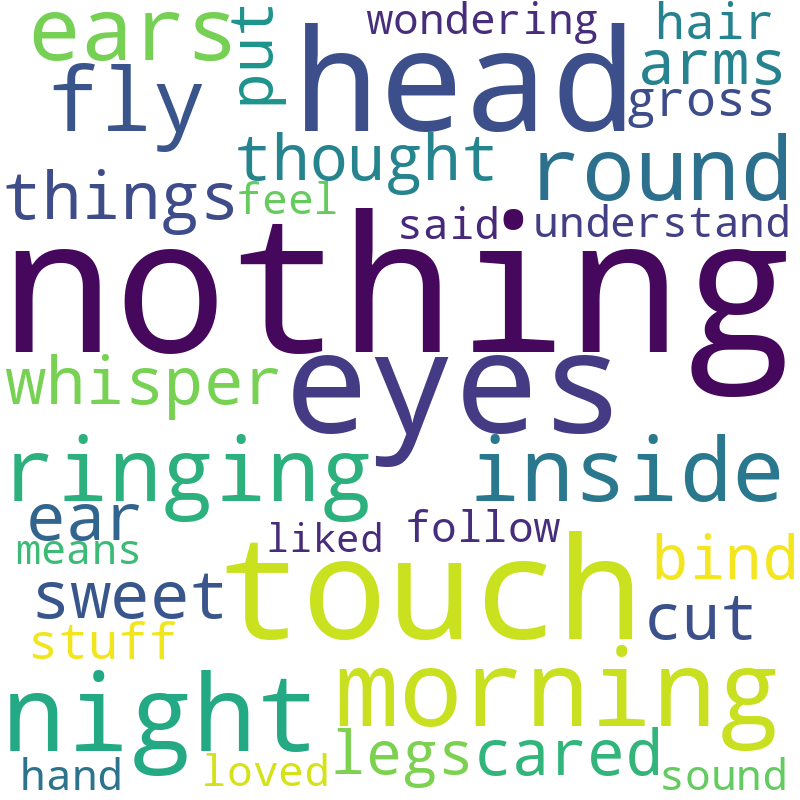 ears
put
wondering
hair
head
arms
fly
gross
thought
round
things
feel
said
understand
nothing
whisper
eyes
ringing
inside
ear
liked
follow
means
touch
bind
sweet
cut
stuff
night
morning
legs
scared
hand
loved
sound